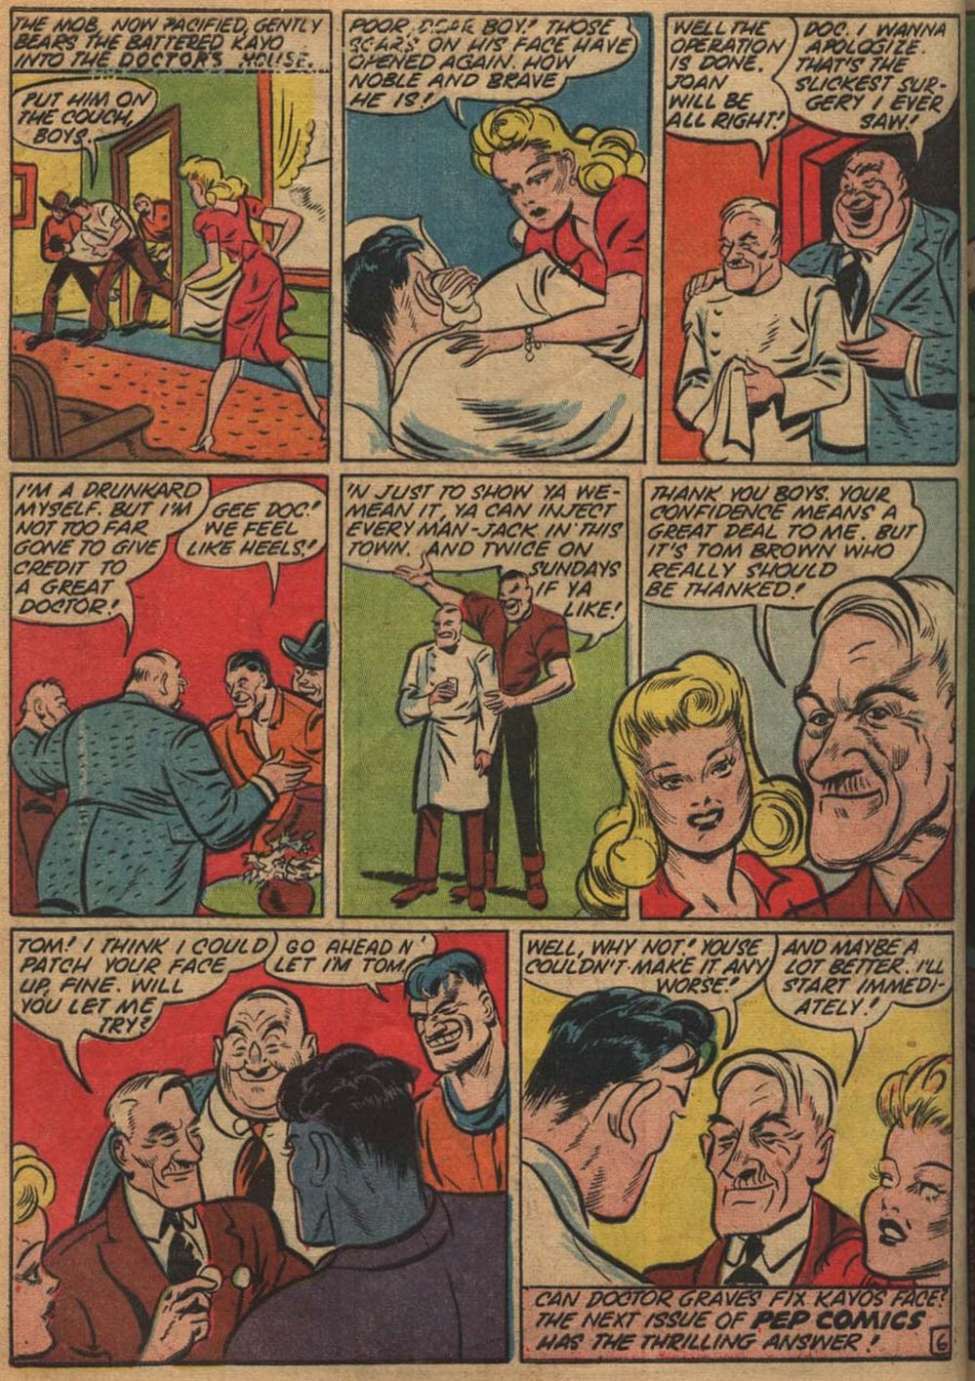 THE MOB, NOW PACIFIED, GENTLY
BEARS THE BATTERED KAYO
INTO THE DOCTOR'S HOUSE.
PUT HIM ON
THE COUCH,
BOYS.
POOR, DEAR BOY! THOSE
SCARS ON HIS FACE HAVE
OPENED AGAIN. HOW
NOBLE AND BRAVE
HE IS!
WELL THE
OPERATION
IS DONE.
JOAN
WILL BE
ALL RIGHT!
DOC. I WANNA
APOLOGIZE.
THAT'S THE
SLICKEST SUR-
GERY I EVER
SAW!
I'M A DRUNKARD
MYSELF. BUT I'M
NOT TOO FAR
GONE TO GIVE
CREDIT TO
A GREAT
DOCTOR!
GEE DOC!
WE FEEL
LIKE HEELS!
'N JUST TO SHOW YA WE-
MEAN IT, YA CAN INJECT
EVERY MAN-JACK IN THIS
TOWN. AND TWICE ON
SUNDAYS
IF YA
LIKE!
THANK YOU BOYS. YOUR
CONFIDENCE MEANS A
GREAT DEAL TO ME. BUT
IT'S TOM BROWN WHO
REALLY SHOULD
BE THANKED!
TOM! I THINK I COULD
PATCH YOUR FACE
UP, FINE. WILL
YOU LET ME
TRY?
GO AHEAD N'
LET I'M TOM.
WELL, WHY NOT! YOUSE
COULDN'T MAKE IT ANY
WORSE!
AND MAYBE A
LOT BETTER. I'LL
START IMMEDI-
ATELY!
CAN DOCTOR GRAVES FIX KAYO'S FACE?
THE NEXT ISSUE OF PEP COMICS
HAS THE THRILLING ANSWER!
6